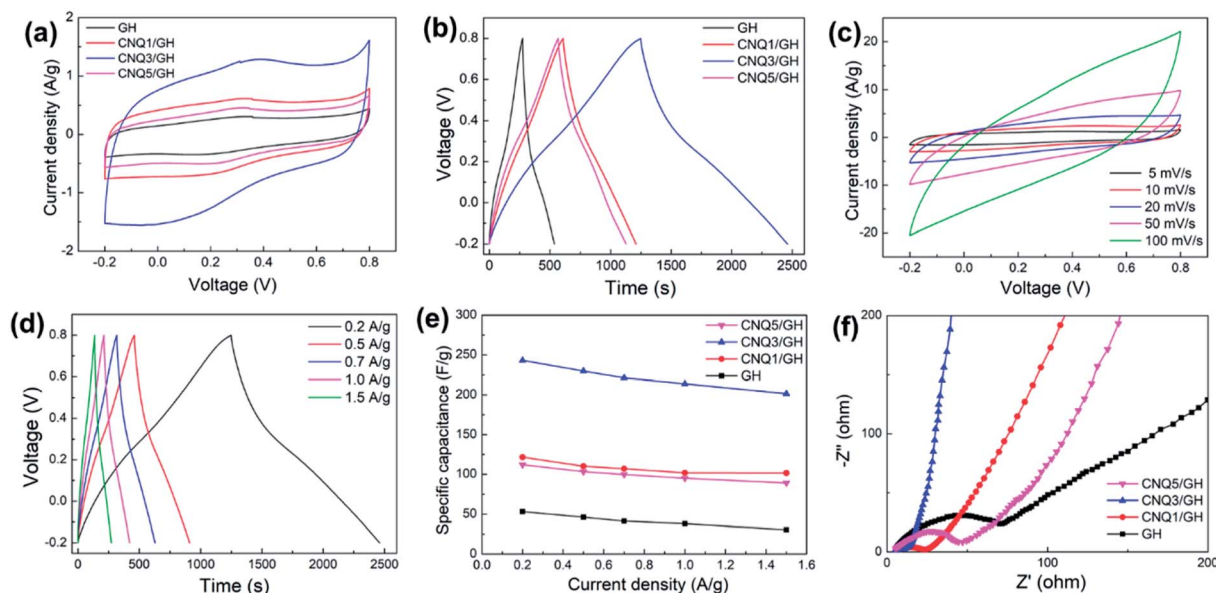 (a)
GH
CNQ1/GH
CNQ3/GH
CNQ5/GH
Current density (A/g)
2
1
0
-1
-2
-0.2 0.0 0.2 0.4 0.6 0.8
Voltage (V)
(b)
GH
CNQ1/GH
CNQ3/GH
CNQ5/GH
Voltage (V)
0.8
0.6
0.4
0.2
0.0
-0.2
0 500 1000 1500 2000 2500
Time (s)
(c)
Current density (A/g)
20
10
0
-10
-20
5 mV/s
10 mV/s
20 mV/s
50 mV/s
100 mV/s
-0.2 0.0 0.2 0.4 0.6 0.8
Voltage (V)
(d)
0.2 A/g
0.5 A/g
0.7 A/g
1.0 A/g
1.5 A/g
Voltage (V)
0.8
0.6
0.4
0.2
0.0
-0.2
0 500 1000 1500 2000 2500
Time (s)
(e)
CNQ5/GH
CNQ3/GH
CNQ1/GH
GH
Specific capacitance (F/g)
300
250
200
150
100
50
0
0.0 0.2 0.4 0.6 0.8 1.0 1.2 1.4 1.6
Current density (A/g)
(f)
-Z" (ohm)
200
100
0
CNQ5/GH
CNQ3/GH
CNQ1/GH
GH
0 100 200
Z' (ohm)